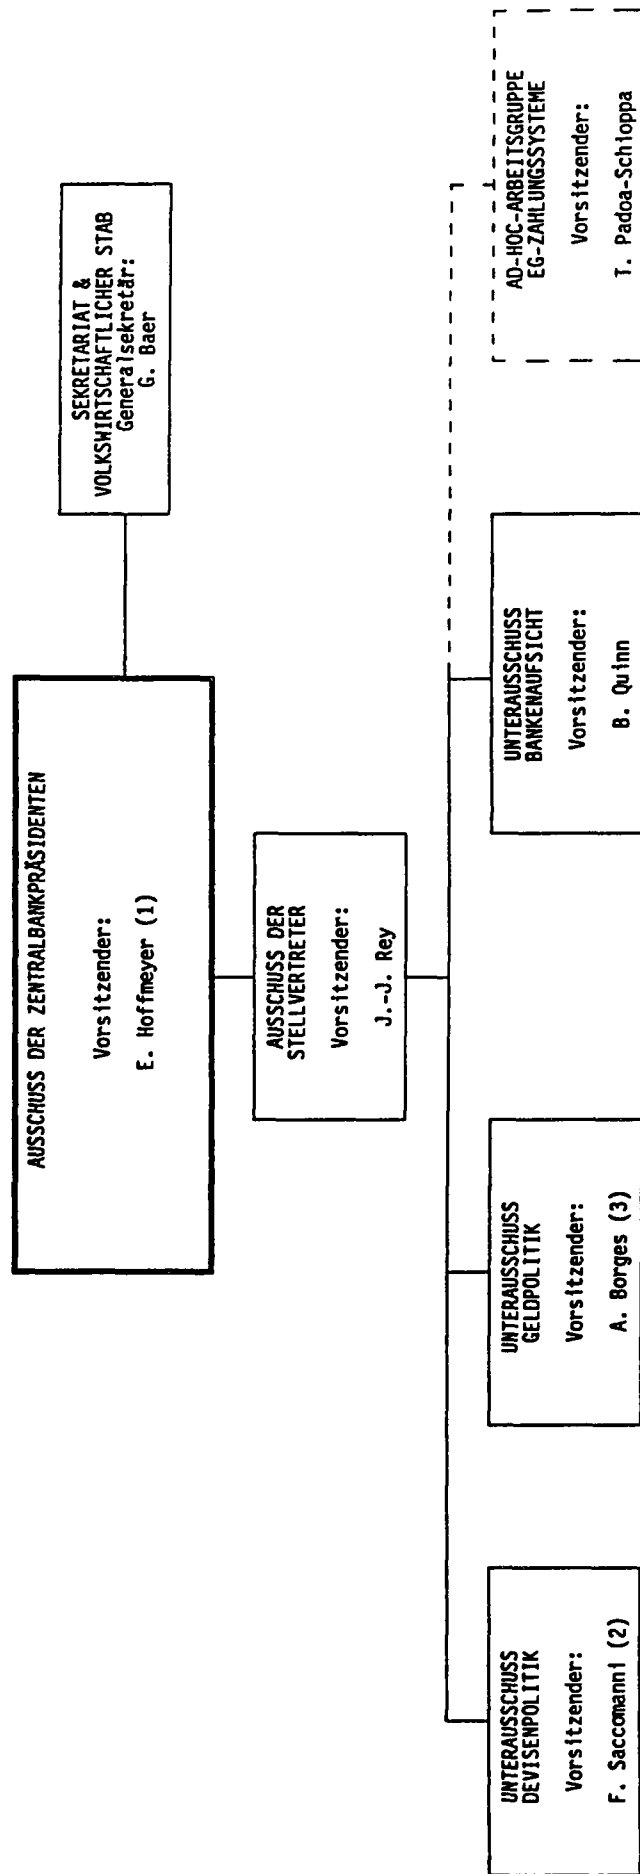 AUSSCHUSS DER ZENTRALBANKPRÄSIDENTEN
Vorsitzender:
E. Hoffmeyer (1)
SEKRETARIAT &
VOLKSWIRTSCHAFTLICHER STAB
Generalsekretär:
G. Baer
AUSSCHUSS DER
STELLVERTRETER
Vorsitzender:
J.-J. Rey
UNTERAUSSCHUSS
DEVISENPOLITIK
Vorsitzender:
F. Saccomanni (2)
UNTERAUSSCHUSS
GELDPOLITIK
Vorsitzender:
A. Borges (3)
UNTERAUSSCHUSS
BANKENAUFSICHT
Vorsitzender:
B. Quinn
AD-HOC-ARBEITSGRUPPE
EG-ZAHLUNGSSYSTEME
Vorsitzender:
T. Padoa-Schioppa